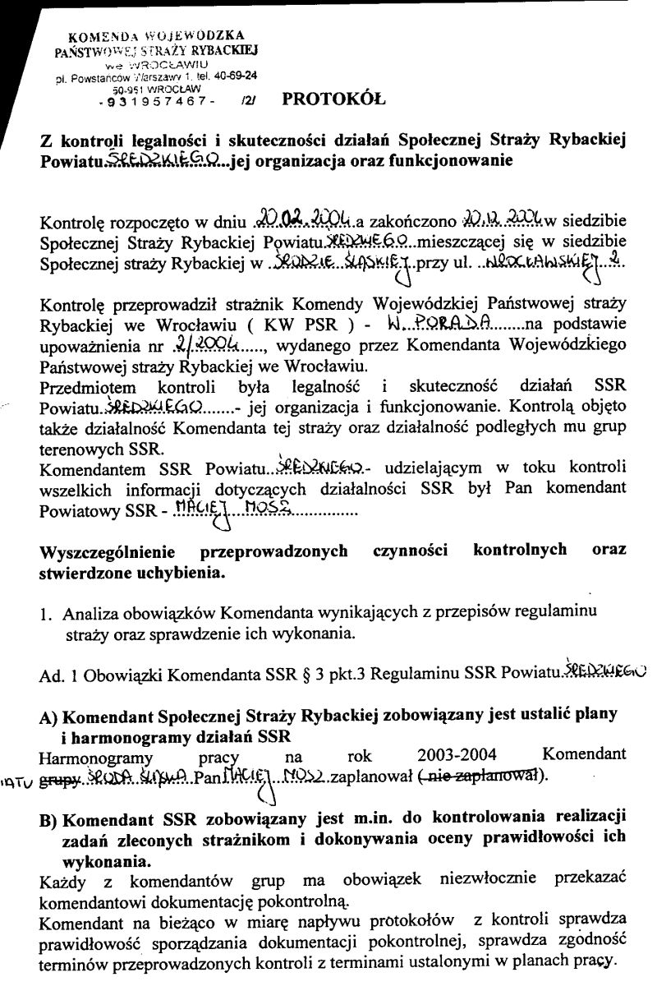 KOMENDA WOJEWÓDZKA
PAŃSTWOWEJ STRAŻY RYBACKIEJ
we WROCŁAWIU
pl. Powstańców Warszawy 1, tel. 40-69-24
50-951 WROCŁAW
- 9 3 1 9 5 7 4 6 7 - /2/ PROTOKÓŁ
Z kontroli legalności i skuteczności działań Społecznej Straży Rybackiej
Powiatu ŚREDZKIEGO...jej organizacja oraz funkcjonowanie
Kontrolę rozpoczęto w dniu .20.02.2004.a zakończono 20.12.2004 w siedzibie
Społecznej Straży Rybackiej Powiatu.ŚREDZKIEGO..mieszczącej się w siedzibie
Społecznej straży Rybackiej w .ŚRODZIE..ŚLĄSKIEJ..przy ul. ..WROCŁAWSKIEJ 2.
Kontrolę przeprowadził strażnik Komendy Wojewódzkiej Państwowej straży
Rybackiej we Wrocławiu ( KW PSR ) - W...PORADA........na podstawie
upoważnienia nr .2/.2004......, wydanego przez Komendanta Wojewódzkiego
Państwowej straży Rybackiej we Wrocławiu.
Przedmiotem kontroli była legalność i skuteczność działań SSR
Powiatu..ŚREDZKIEGO.......- jej organizacja i funkcjonowanie. Kontrolą objęto
także działalność Komendanta tej straży oraz działalność podległych mu grup
terenowych SSR.
Komendantem SSR Powiatu..ŚREDZKIEGO.- udzielającym w toku kontroli
wszelkich informacji dotyczących działalności SSR był Pan komendant
Powiatowy SSR - .MACIEJ....MOSZ................
Wyszczególnienie przeprowadzonych czynności kontrolnych oraz
stwierdzone uchybienia.
1. Analiza obowiązków Komendanta wynikających z przepisów regulaminu
straży oraz sprawdzenie ich wykonania.
Ad. 1 Obowiązki Komendanta SSR § 3 pkt.3 Regulaminu SSR Powiatu.ŚREDZKIEGO
A) Komendant Społecznej Straży Rybackiej zobowiązany jest ustalić plany
i harmonogramy działań SSR
Harmonogramy pracy na rok 2003-2004 Komendant
IATU grupy..ŚRODA..ŚLĄSKA..Pan MACIEJ...MOSZ..zaplanował ( nie zaplanował).
B) Komendant SSR zobowiązany jest m.in. do kontrolowania realizacji
zadań zleconych strażnikom i dokonywania oceny prawidłowości ich
wykonania.
Każdy z komendantów grup ma obowiązek niezwłocznie przekazać
komendantowi dokumentację pokontrolną.
Komendant na bieżąco w miarę napływu protokołów z kontroli sprawdza
prawidłowość sporządzania dokumentacji pokontrolnej, sprawdza zgodność
terminów przeprowadzonych kontroli z terminami ustalonymi w planach pracy.